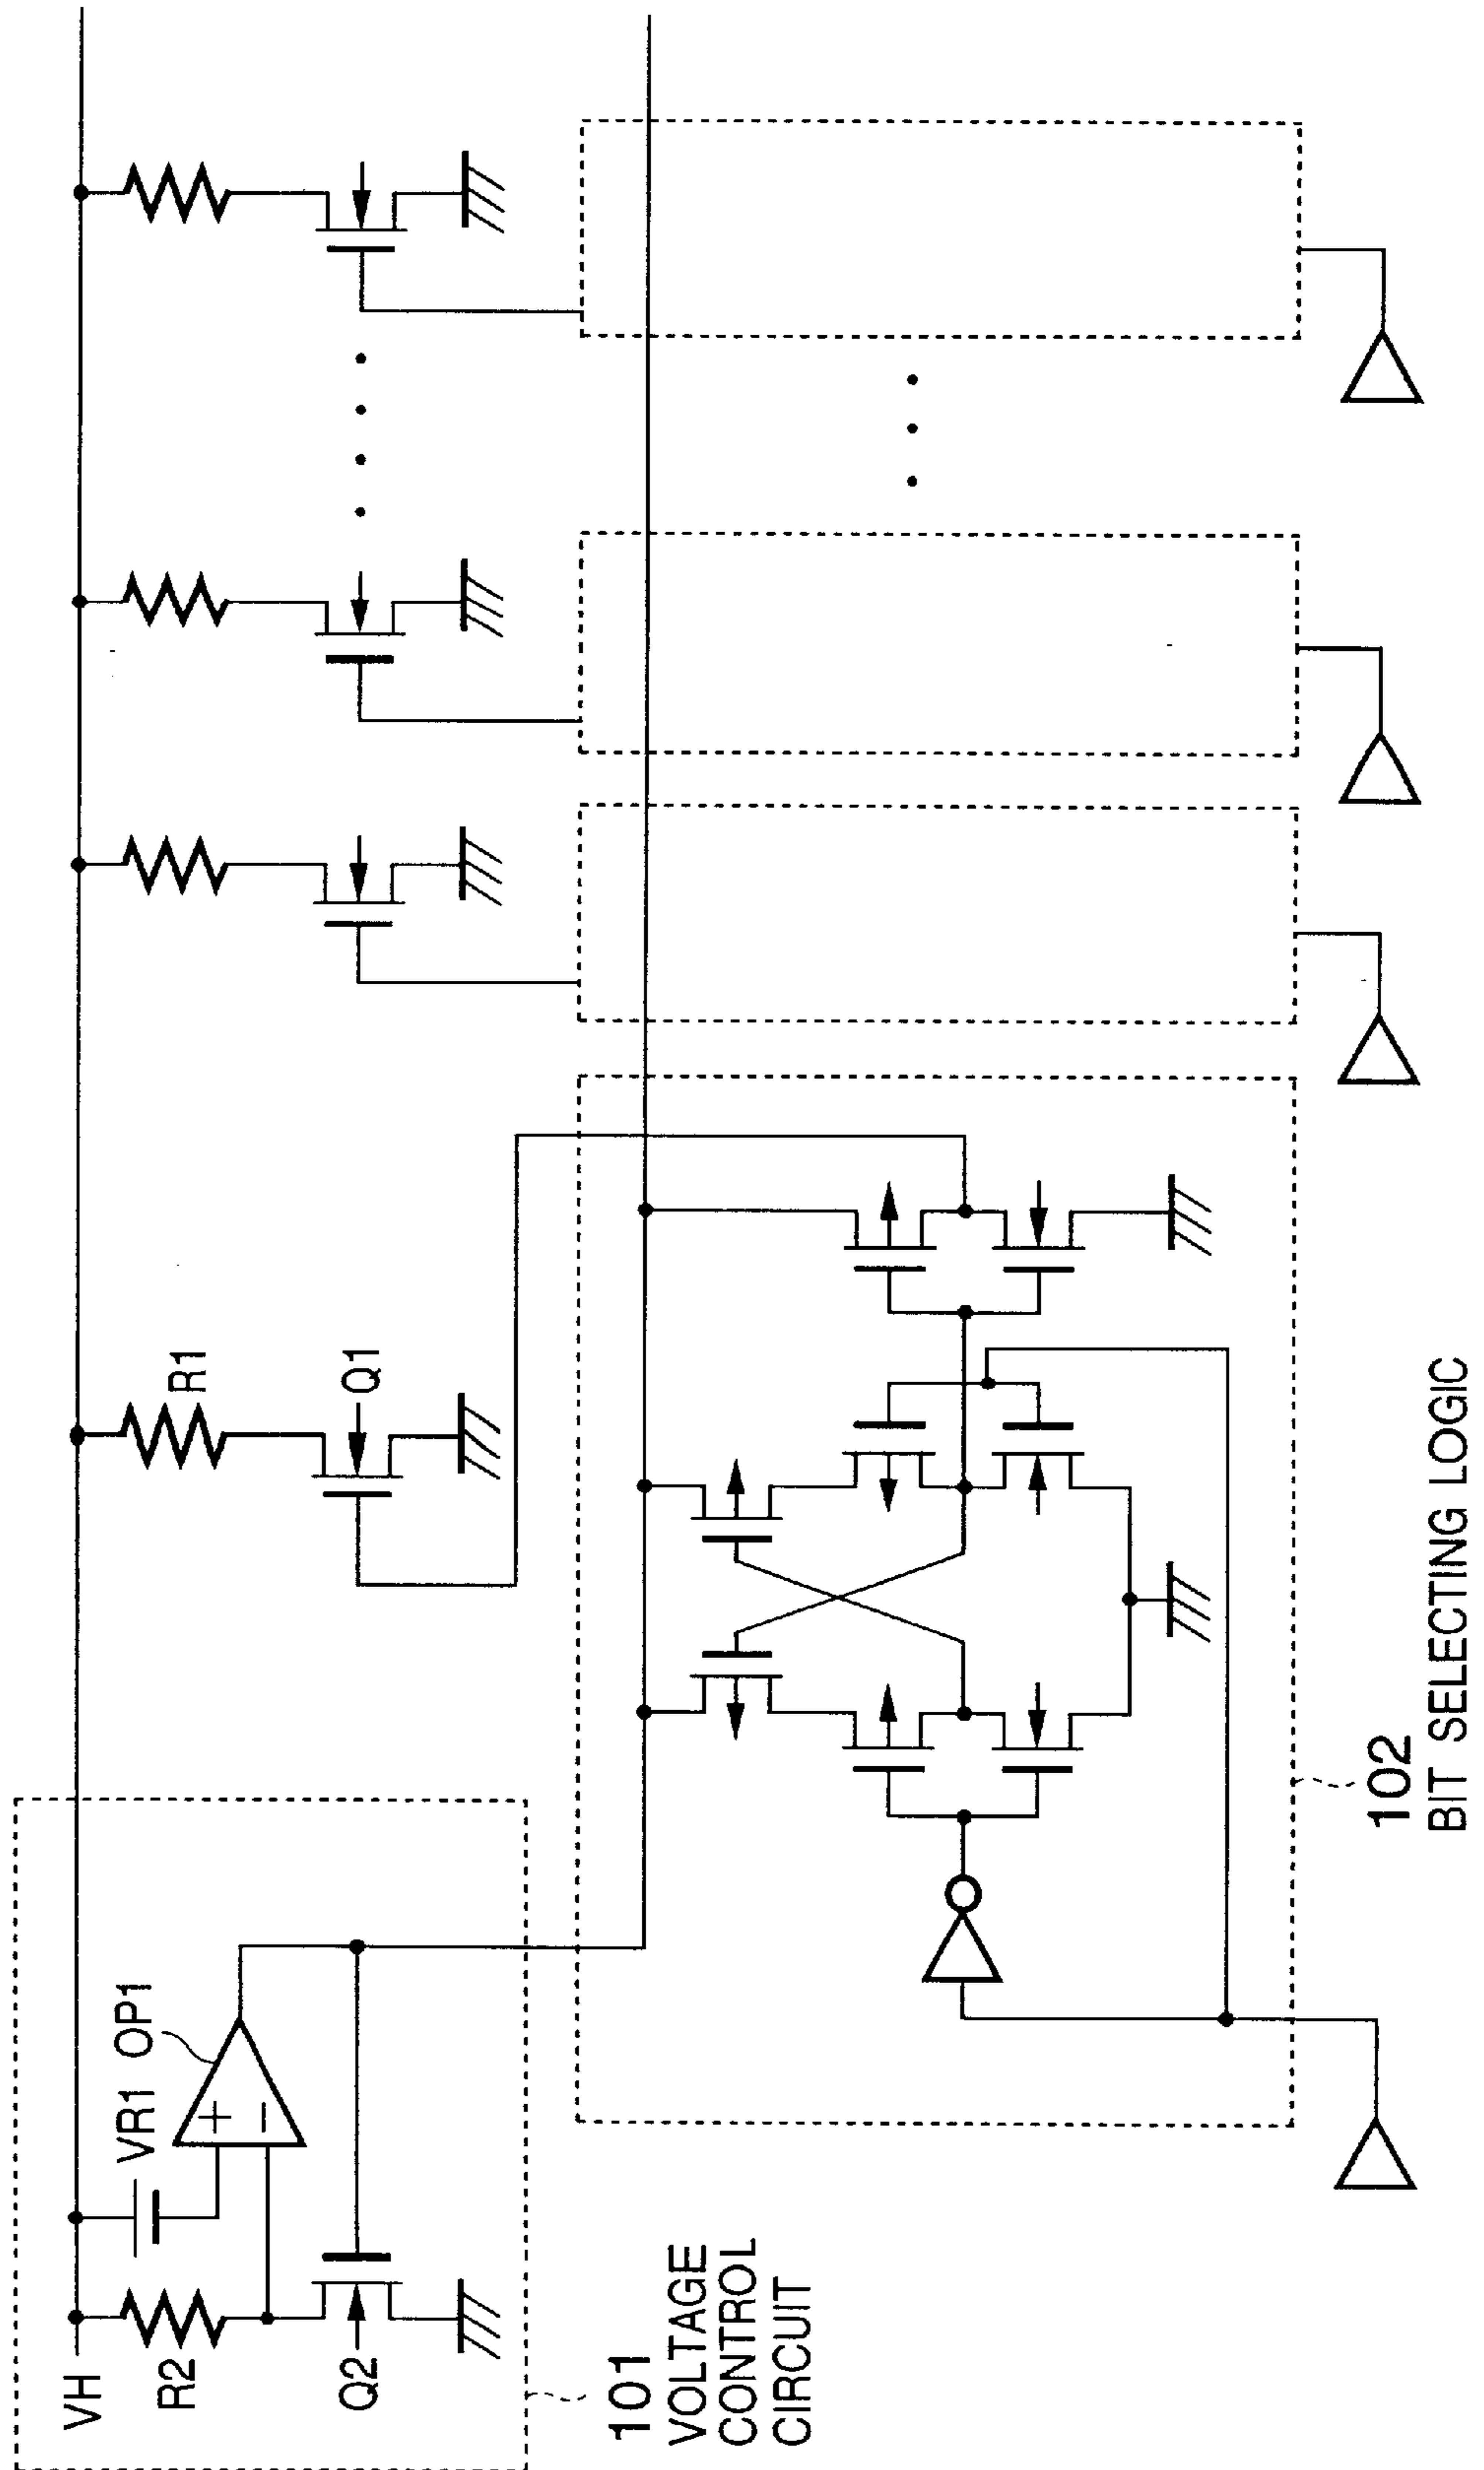 VH
R2
Q2
VR1
OP1
+
−
101
VOLTAGE
CONTROL
CIRCUIT
R1
Q1
102
BIT SELECTING LOGIC